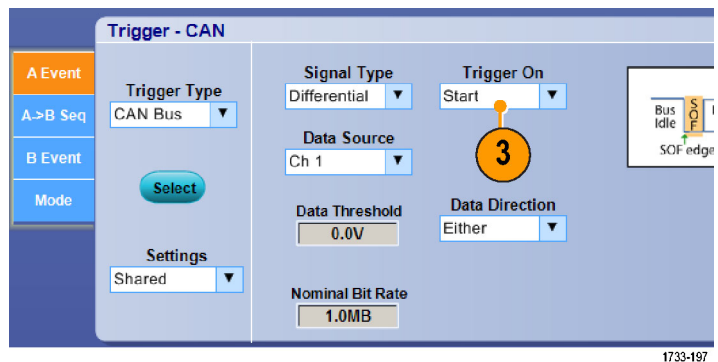 Trigger - CAN
A Event
A->B Seq
B Event
Mode
Trigger Type
CAN Bus
Select
Settings
Shared
Signal Type
Differential
Data Source
Ch 1
Data Threshold
0.0V
Nominal Bit Rate
1.0MB
Trigger On
Start
3
Data Direction
Either
Bus
Idle
SOF
SOF edge
1733-197